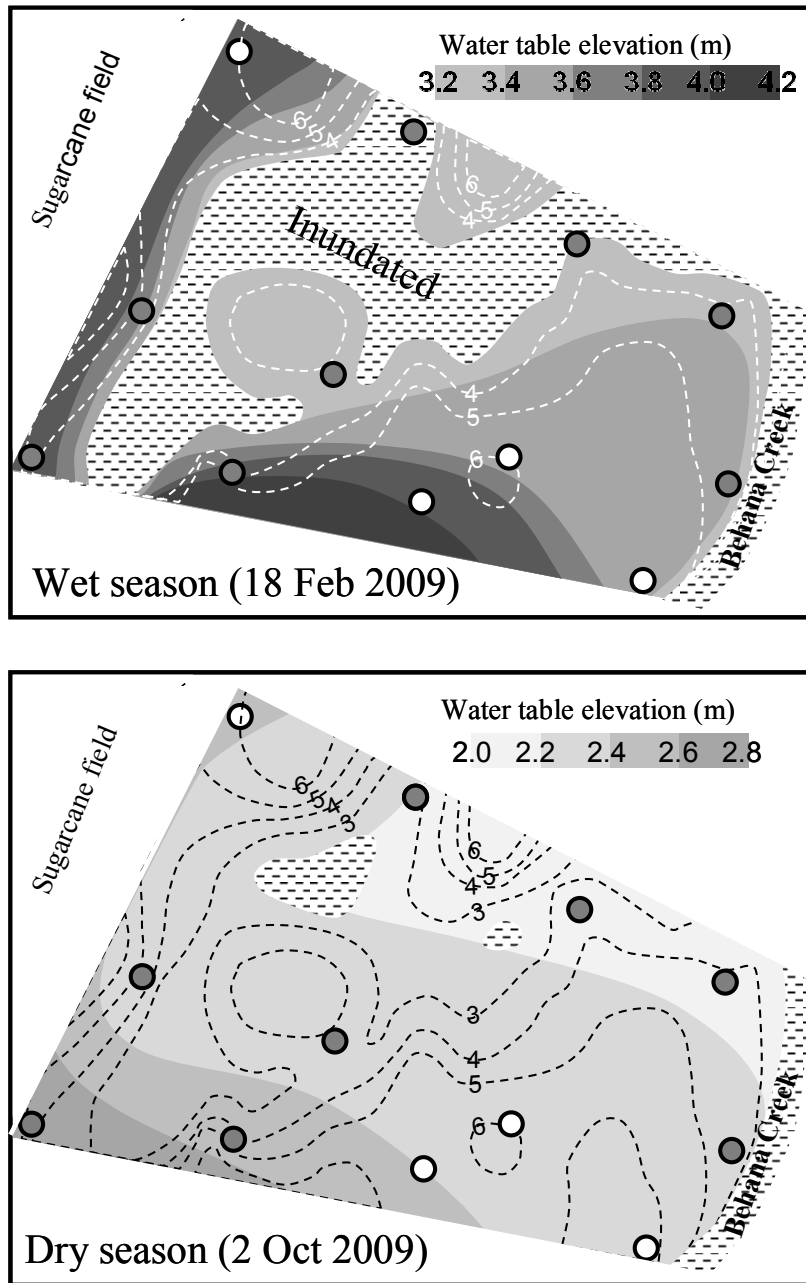 Water table elevation (m)
3.2 3.4 3.6 3.8 4.0 4.2
Sugarcane field
6 5 5 4
6
5
4
Inundated
4
5
6
Behana Creek
Wet season (18 Feb 2009)
Water table elevation (m)
2.0 2.2 2.4 2.6 2.8
Sugarcane field
6 5 5 4 3
6
5
4
3
3
4
5
6
Behana Creek
Dry season (2 Oct 2009)